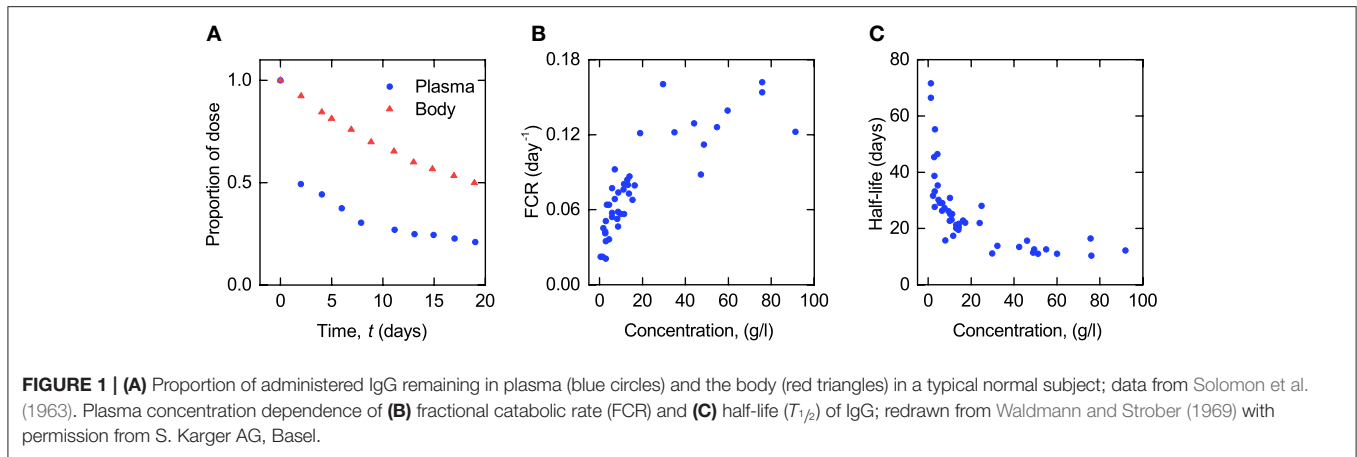 A
B
C
1.0
0.5
0.0
Proportion of dose
Plasma
Body
0
5
10
15
20
Time, t (days)
0.18
0.12
0.06
0.00
FCR (day-1)
0
20
40
60
80
100
Concentration, (g/l)
80
60
40
20
0
Half-life (days)
0
20
40
60
80
100
Concentration, (g/l)
FIGURE 1 | (A) Proportion of administered IgG remaining in plasma (blue circles) and the body (red triangles) in a typical normal subject; data from Solomon et al.
(1963). Plasma concentration dependence of (B) fractional catabolic rate (FCR) and (C) half-life (T1/2) of IgG; redrawn from Waldmann and Strober (1969) with
permission from S. Karger AG, Basel.